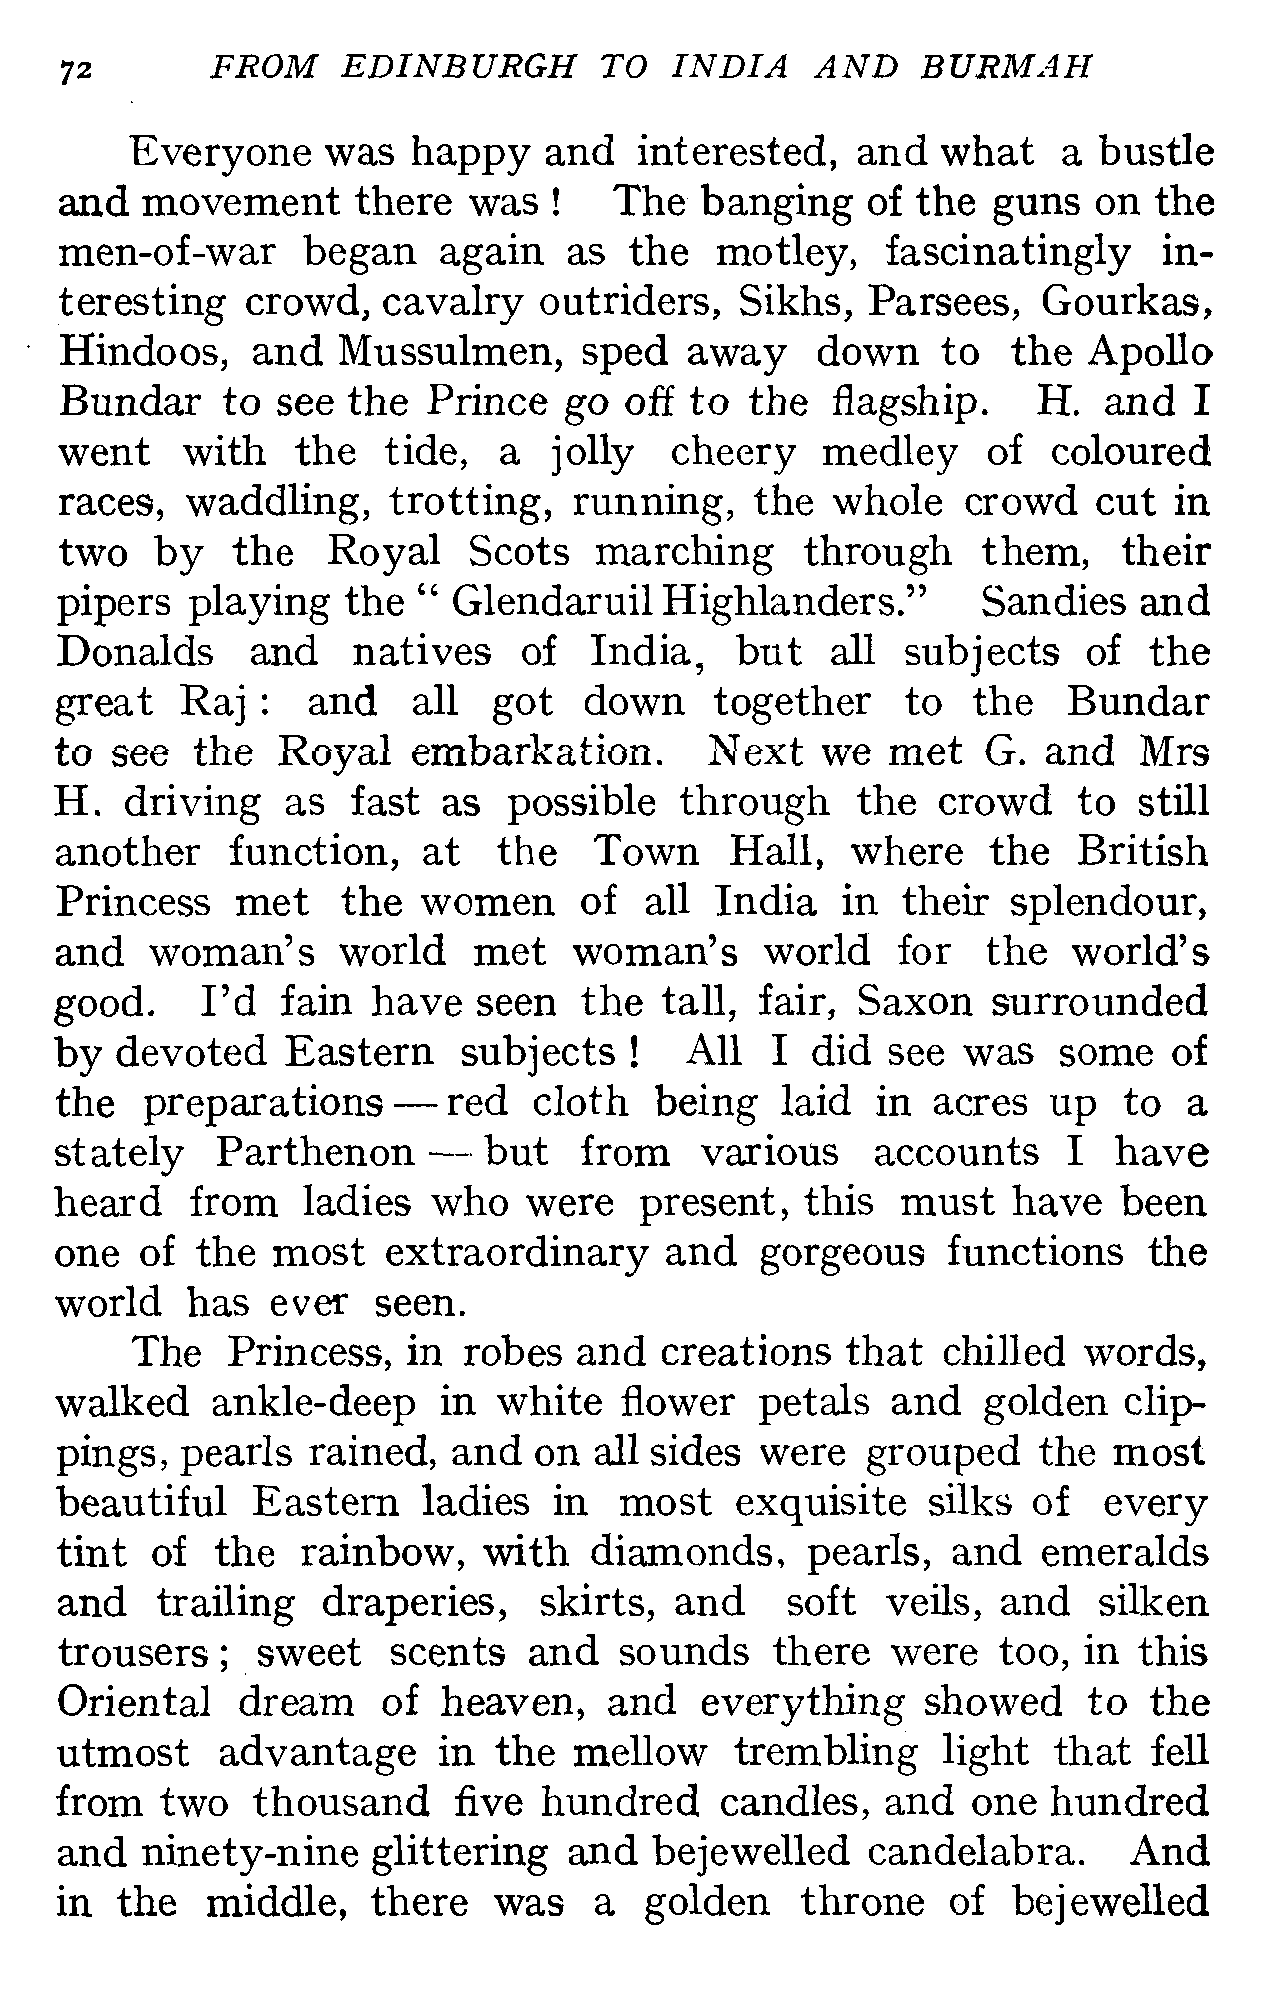 72 FROM EDINBURGH TO INDIA AND BURMAH
Everyone was happy and interested, and what a bustle
and movement there was ! The banging of the guns on the
men-of-war began again as the motley, fascinatingly in-
teresting crowd, cavalry outriders, Sikhs, Parsees, Gourkas,
Hindoos, and Mussulmen, sped away down to the Apollo
Bundar to see the Prince go off to the flagship. H. and I
went with the tide, a jolly cheery medley of coloured
races, waddling, trotting, running, the whole crowd cut in
two by the Royal Scots marching through them, their
pipers playing the “ Glendaruil Highlanders.” Sandies and
Donalds and natives of India, but all subjects of the
great Raj : and all got down together to the Bundar
to see the Royal embarkation. Next we met G. and Mrs
H. driving as fast as possible through the crowd to still
another function, at the Town Hall, where the British
Princess met the women of all India in their splendour,
and woman’s world met woman’s world for the world’s
good. I’d fain have seen the tall, fair, Saxon surrounded
by devoted Eastern subjects ! All I did see was some of
the preparations — red cloth being laid in acres up to a
stately Parthenon — but from various accounts I have
heard from ladies who were present, this must have been
one of the most extraordinary and gorgeous functions the
world has ever seen.
The Princess, in robes and creations that chilled words,
walked ankle-deep in white flower petals and golden clip-
pings, pearls rained, and on all sides were grouped the most
beautiful Eastern ladies in most exquisite silks of every
tint of the rainbow, with diamonds, pearls, and emeralds
and trailing draperies, skirts, and soft veils, and silken
trousers ; sweet scents and sounds there were too, in this
Oriental dream of heaven, and everything showed to the
utmost advantage in the mellow trembling light that fell
from two thousand five hundred candles, and one hundred
and ninety-nine glittering and bejewelled candelabra. And
in the middle, there was a golden throne of bejewelled